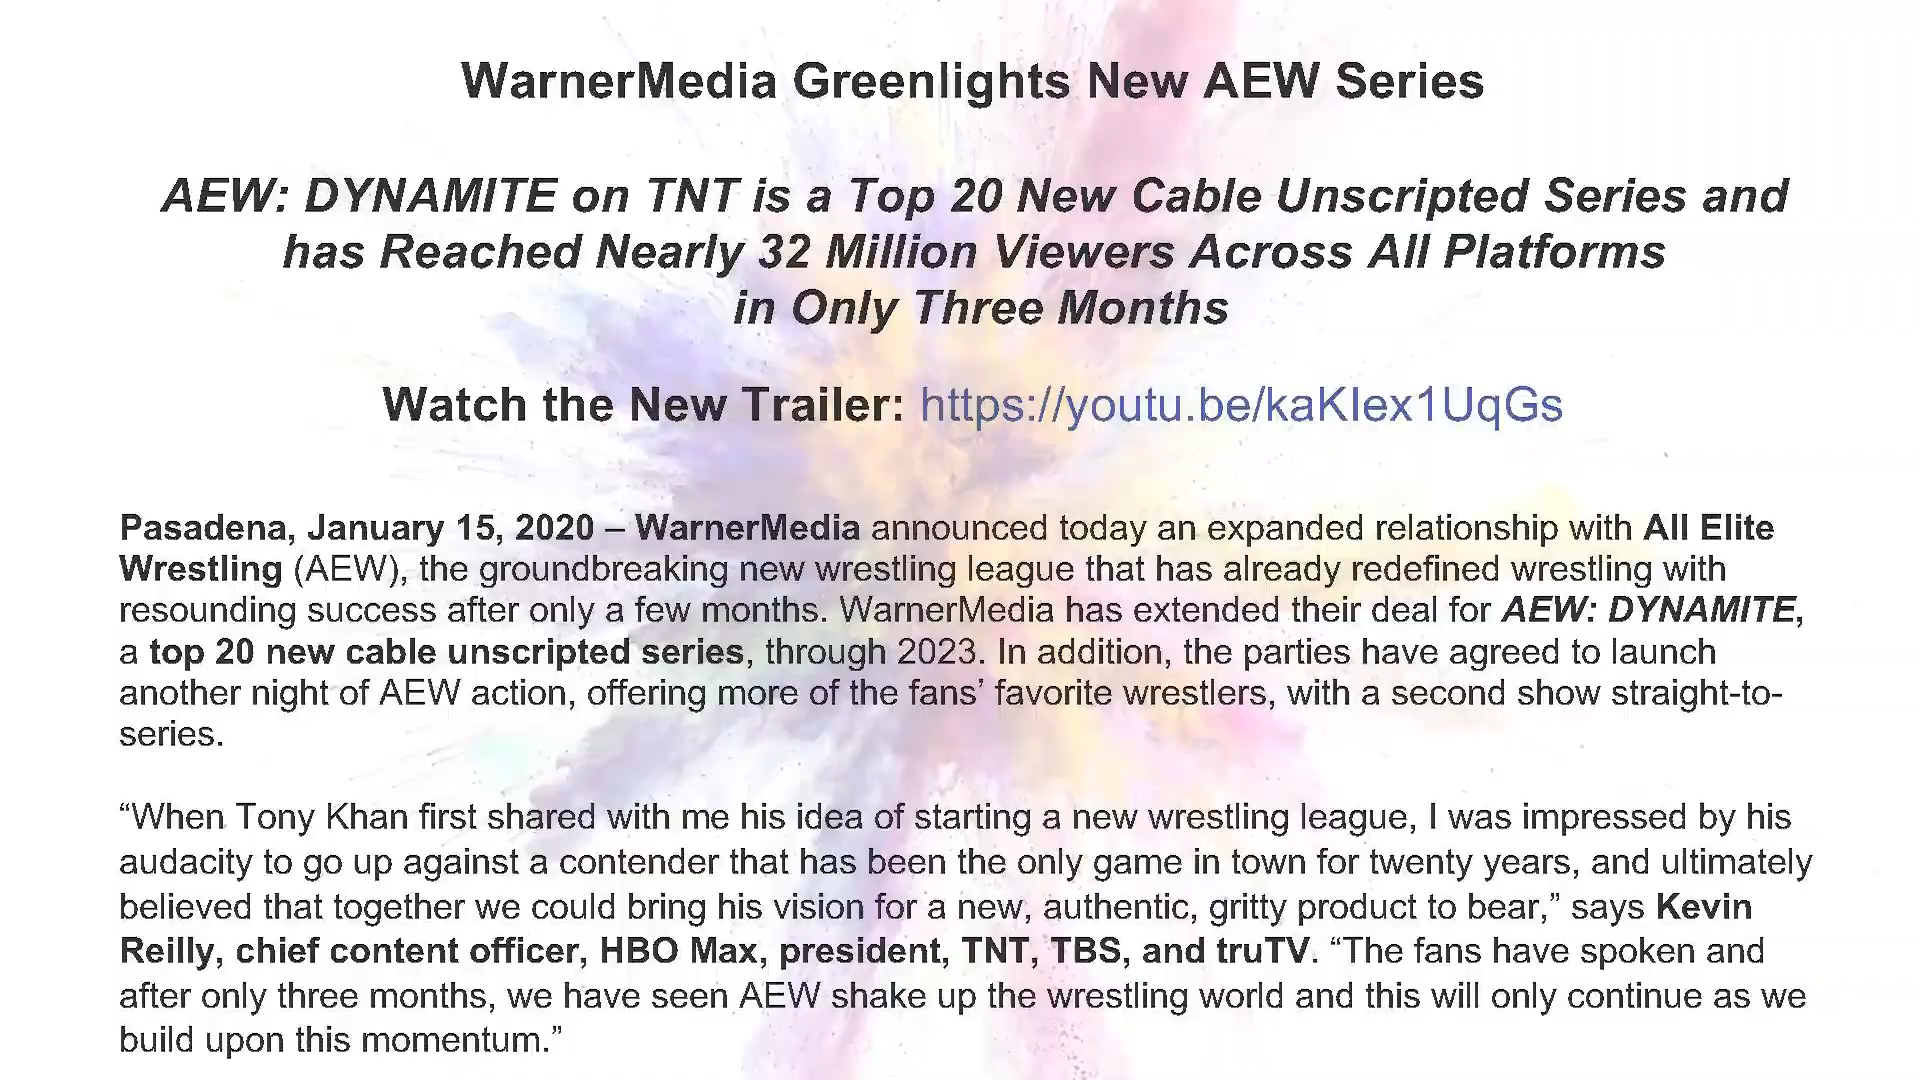 WarnerMedia Greenlights New AEW Series
AEW: DYNAMITE on TNT is a Top 20 New Cable Unscripted Series and
has Reached Nearly 32 Million Viewers Across All Platforms
in Only Three Months
Watch the New Trailer: https://youtu.be/kaKIex1UqGs
Pasadena, January 15, 2020 – WarnerMedia announced today an expanded relationship with All Elite
Wrestling (AEW), the groundbreaking new wrestling league that has already redefined wrestling with
resounding success after only a few months. WarnerMedia has extended their deal for AEW: DYNAMITE,
a top 20 new cable unscripted series, through 2023. In addition, the parties have agreed to launch
another night of AEW action, offering more of the fans’ favorite wrestlers, with a second show straight-to-
series.
“When Tony Khan first shared with me his idea of starting a new wrestling league, I was impressed by his
audacity to go up against a contender that has been the only game in town for twenty years, and ultimately
believed that together we could bring his vision for a new, authentic, gritty product to bear,” says Kevin
Reilly, chief content officer, HBO Max, president, TNT, TBS, and truTV. “The fans have spoken and
after only three months, we have seen AEW shake up the wrestling world and this will only continue as we
build upon this momentum.”